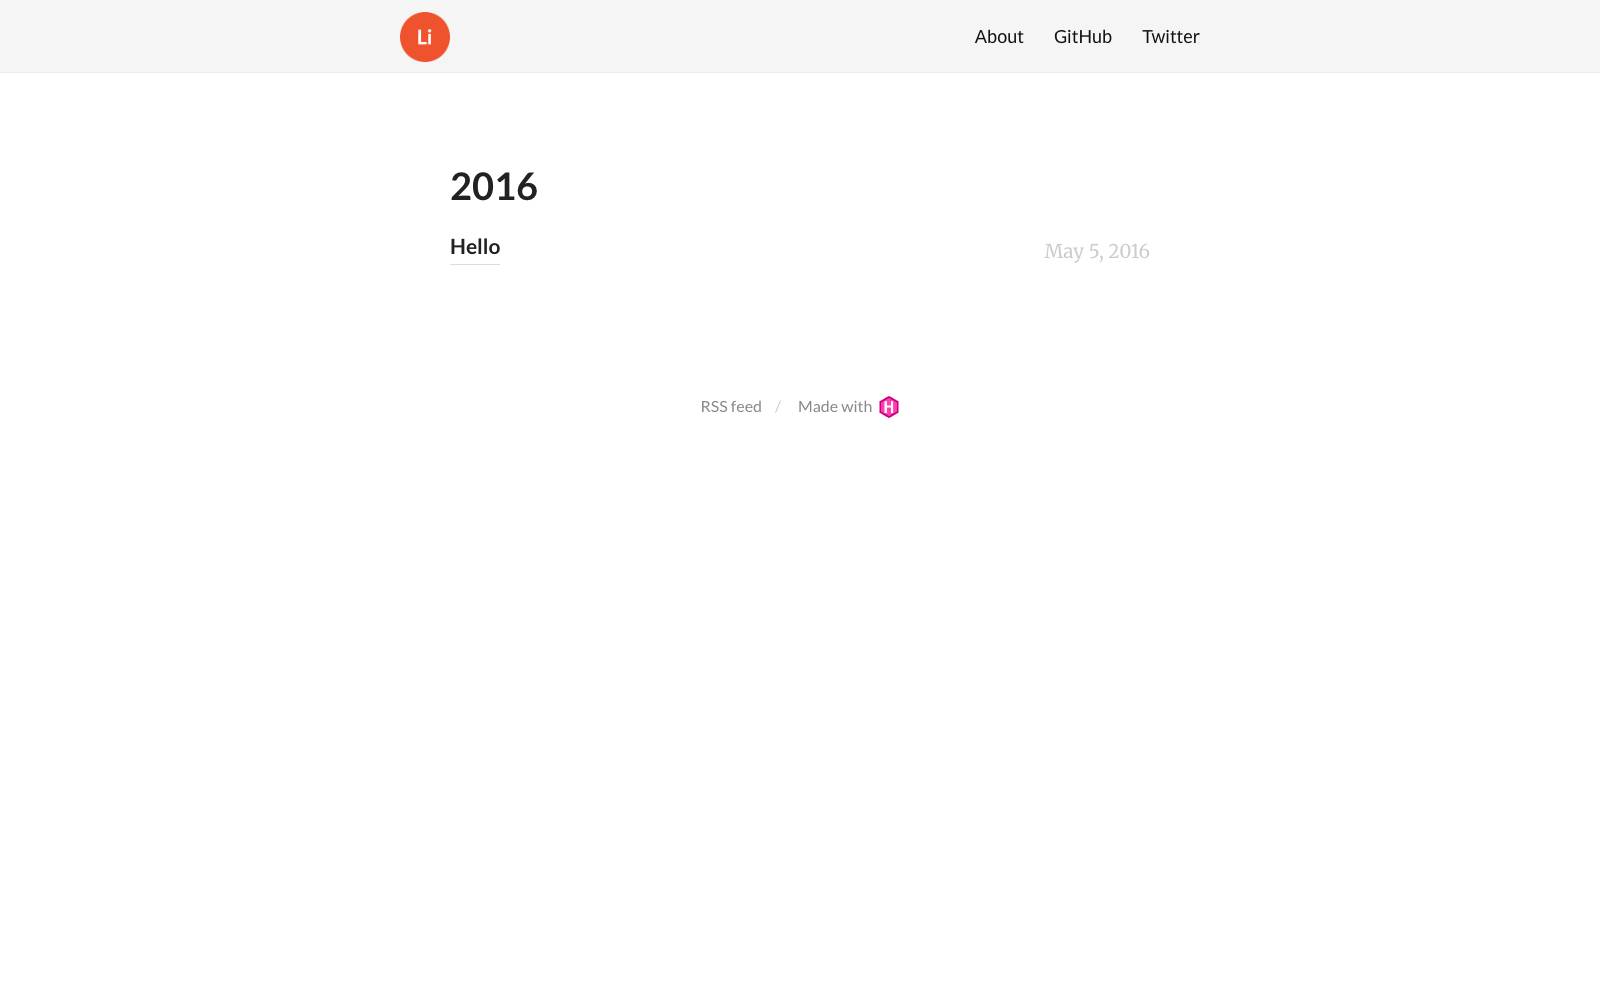 Li
About GitHub Twitter
2016
Hello May 5, 2016
RSS feed / Made with H